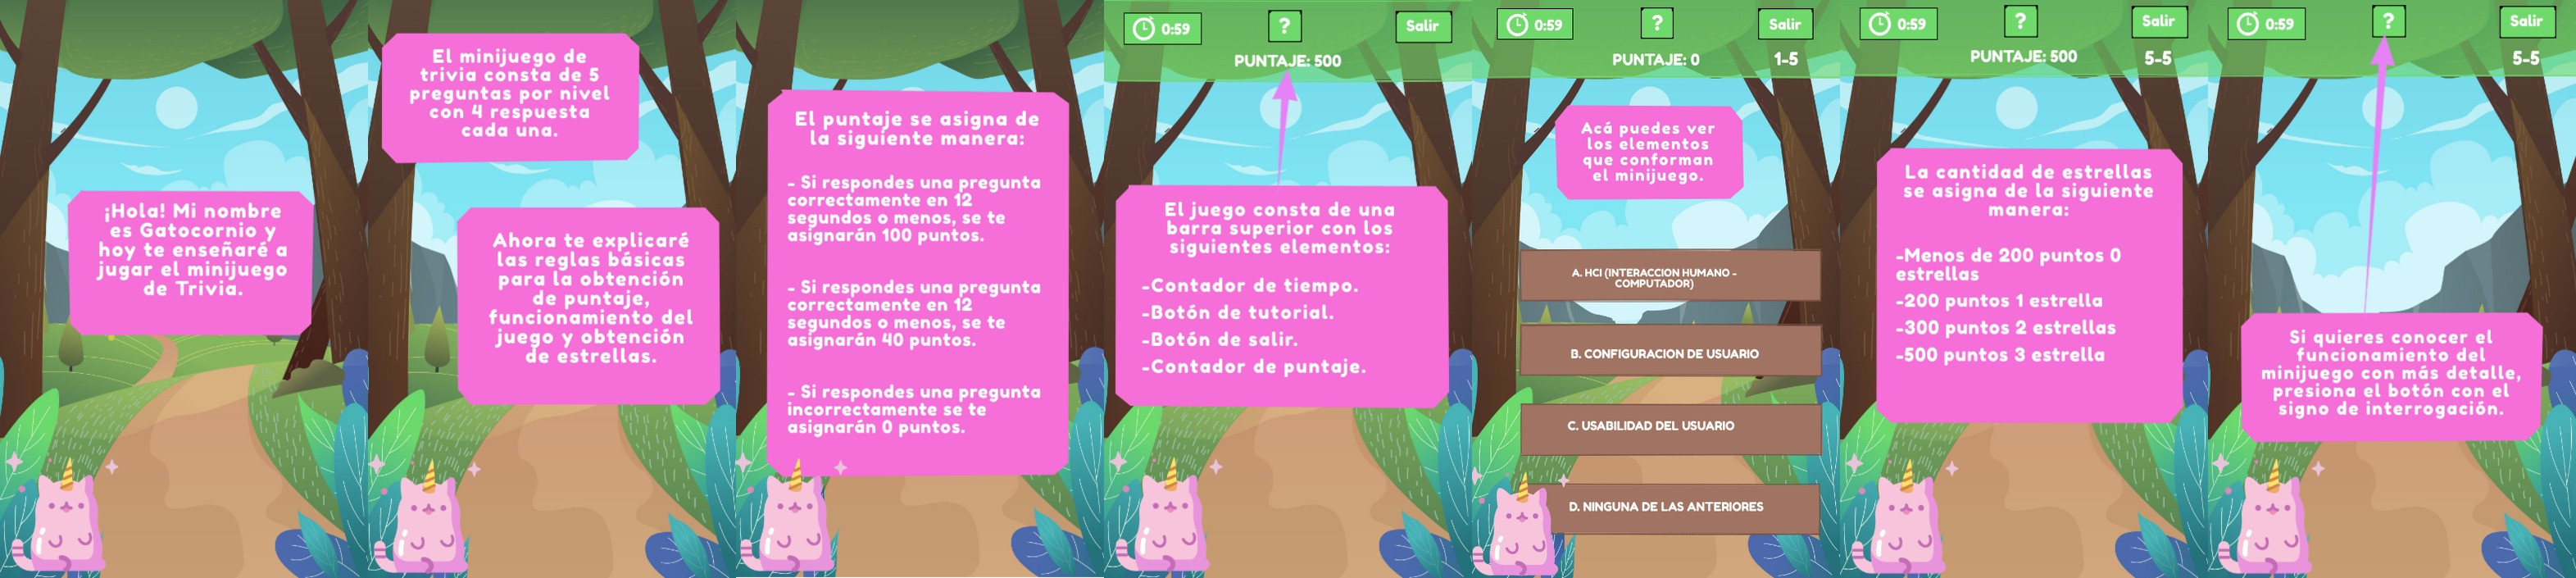 ¡Hola! Mi nombre
es Gatocornio y
hoy te enseñaré a
jugar el minijuego
de Trivia.
El minijuego de
trivia consta de 5
preguntas por nivel
con 4 respuesta
cada una.
Ahora te explicaré
las reglas básicas
para la obtención
de puntaje,
funcionamiento del
juego y obtención
de estrellas.
El puntaje se asigna de
la siguiente manera:
- Si respondes una pregunta
correctamente en 12
segundos o menos, se te
asignarán 100 puntos.
- Si respondes una pregunta
correctamente en 12
segundos o menos, se te
asignarán 40 puntos.
- Si respondes una pregunta
incorrectamente se te
asignarán 0 puntos.
0:59
?
Salir
PUNTAJE: 500
El juego consta de una
barra superior con los
siguientes elementos:
-Contador de tiempo.
-Botón de tutorial.
-Botón de salir.
-Contador de puntaje.
0:59
?
Salir
PUNTAJE: 0
1-5
Acá puedes ver
los elementos
que conforman
el minijuego.
A. HCI (INTERACCION HUMANO -
COMPUTADOR)
B. CONFIGURACION DE USUARIO
C. USABILIDAD DEL USUARIO
D. NINGUNA DE LAS ANTERIORES
0:59
?
Salir
PUNTAJE: 500
5-5
La cantidad de estrellas
se asigna de la siguiente
manera:
-Menos de 200 puntos 0
estrellas
-200 puntos 1 estrella
-300 puntos 2 estrellas
-500 puntos 3 estrella
0:59
?
Salir
5-5
Si quieres conocer el
funcionamiento del
minijuego con más detalle,
presiona el botón con el
signo de interrogación.